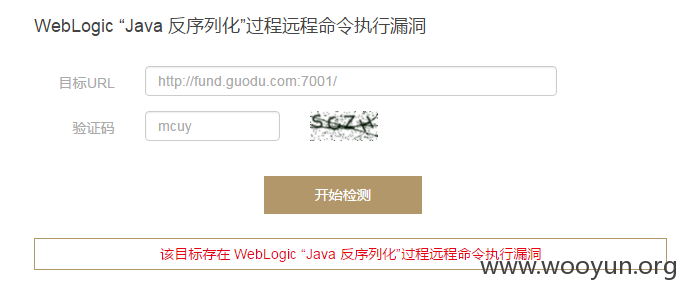 WebLogic “Java 反序列化”过程远程命令执行漏洞
目标URL http://fund.guodu.com:7001/
验证码 mcuy SGZX
开始检测
该目标存在 WebLogic “Java 反序列化”过程远程命令执行漏洞
www.wooyun.org